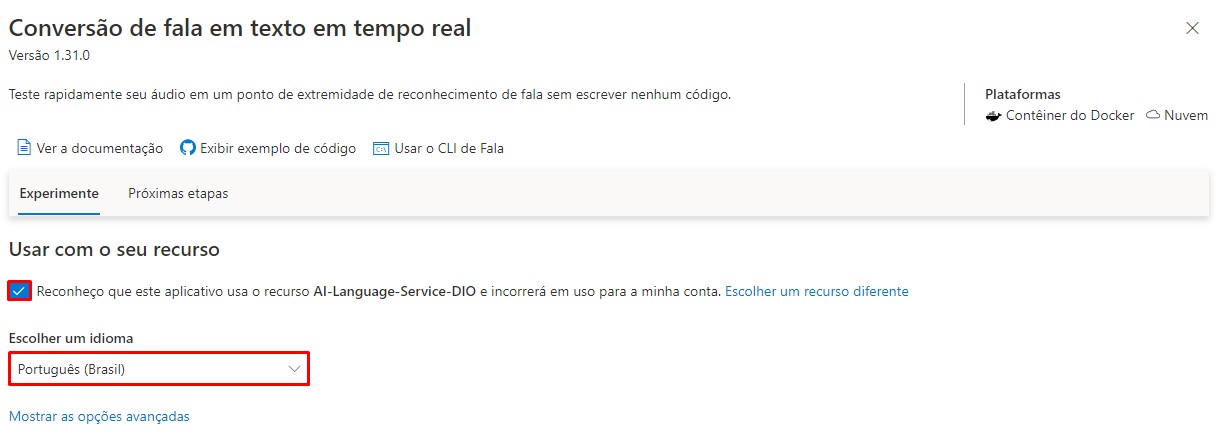 Conversão de fala em texto em tempo real
Versão 1.31.0
Teste rapidamente seu áudio em um ponto de extremidade de reconhecimento de fala sem escrever nenhum código.
Plataformas
Contêiner do Docker Nuvem
Ver a documentação Exibir exemplo de código Usar o CLI de Fala
Experimente Próximas etapas
Usar com o seu recurso
Reconheço que este aplicativo usa o recurso AI-Language-Service-DIO e incorrerá em uso para a minha conta. Escolher um recurso diferente
Escolher um idioma
Português (Brasil)
Mostrar as opções avançadas